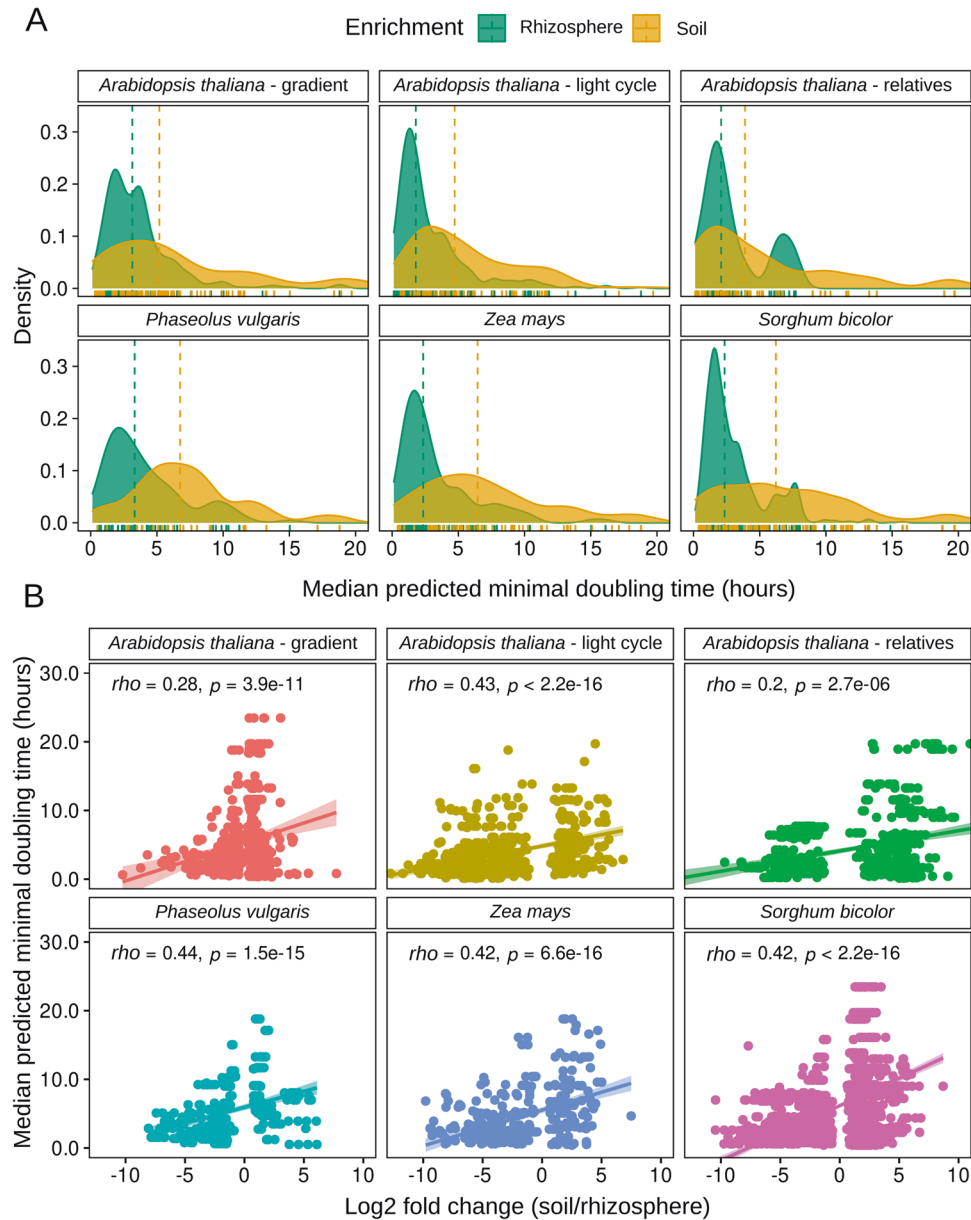 A
Enrichment Rhizosphere Soil
Arabidopsis thaliana - gradient
Arabidopsis thaliana - light cycle
Arabidopsis thaliana - relatives
0.3
0.2
0.1
0.0
Density
Phaseolus vulgaris
Zea mays
Sorghum bicolor
0.3
0.2
0.1
0.0
0 5 10 15 20 0 5 10 15 20 0 5 10 15 20
Median predicted minimal doubling time (hours)
B
Arabidopsis thaliana - gradient
Arabidopsis thaliana - light cycle
Arabidopsis thaliana - relatives
30.0
20.0
10.0
0.0
rho = 0.28, p = 3.9e-11
rho = 0.43, p < 2.2e-16
rho = 0.2, p = 2.7e-06
Median predicted minimal doubling time (hours)
Phaseolus vulgaris
Zea mays
Sorghum bicolor
30.0
20.0
10.0
0.0
rho = 0.44, p = 1.5e-15
rho = 0.42, p = 6.6e-16
rho = 0.42, p < 2.2e-16
-10 -5 0 5 10 -10 -5 0 5 10 -10 -5 0 5 10
Log2 fold change (soil/rhizosphere)